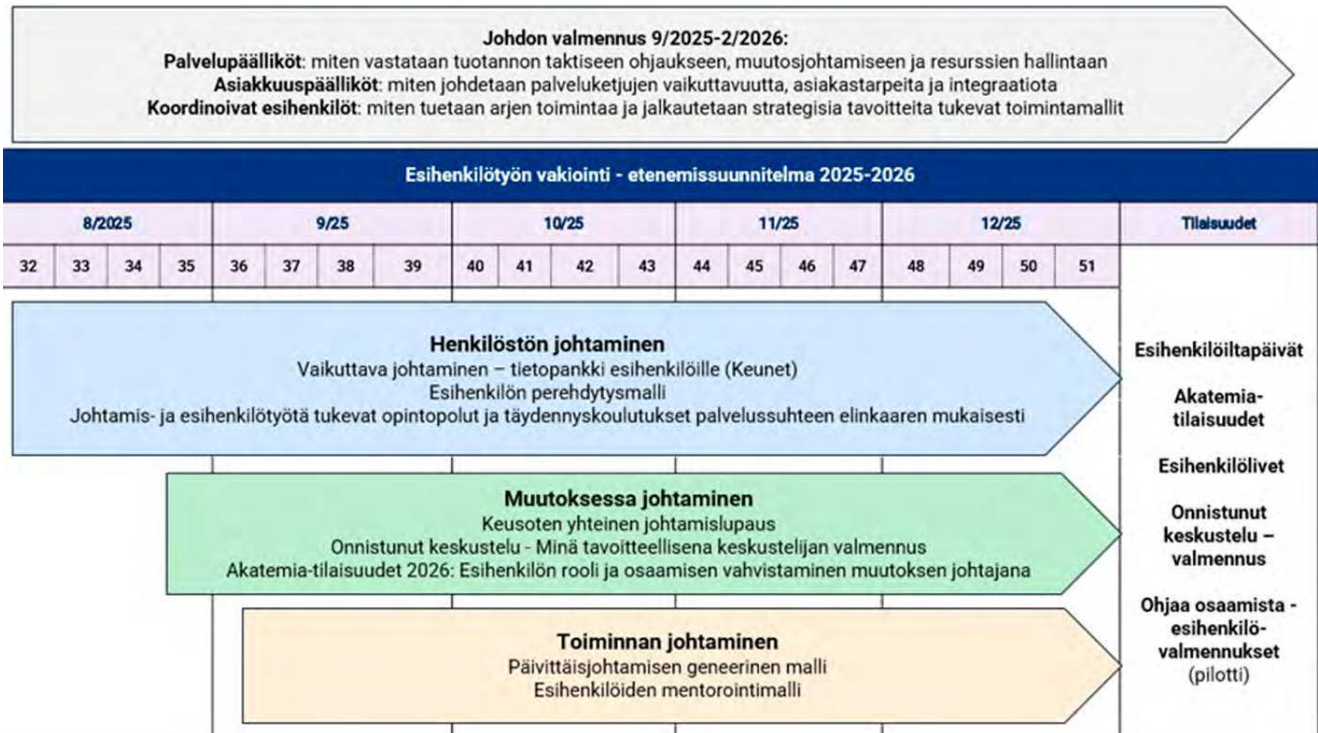 Johdon valmennus 9/2025-2/2026:
Palvelupäälliköt: miten vastataan tuotannon taktiseen ohjaukseen, muutosjohtamiseen ja resurssien hallintaan
Asiakkuuspäälliköt: miten johdetaan palveluketjujen vaikuttavuutta, asiakastarpeita ja integraatiota
Koordinoivat esihenkilöt: miten tuetaan arjen toimintaa ja jalkautetaan strategisia tavoitteita tukevat toimintamallit
Esihenkilötyön vakiointi - etenemissuunnitelma 2025-2026
8/2025 9/25 10/25 11/25 12/25 Tilaisuudet
32 33 34 35 36 37 38 39 40 41 42 43 44 45 46 47 48 49 50 51
Henkilöstön johtaminen
Vaikuttava johtaminen – tietopankki esihenkilöille (Keunet)
Esihenkilön perehdytysmalli
Johtamis- ja esihenkilötyötä tukevat opintopolut ja täydennyskoulutukset palvelussuhteen elinkaaren mukaisesti
Muutoksessa johtaminen
Keusoten yhteinen johtamislupaus
Onnistunut keskustelu - Minä tavoitteellisena keskustelijan valmennus
Akatemia-tilaisuudet 2026: Esihenkilön rooli ja osaamisen vahvistaminen muutoksen johtajana
Toiminnan johtaminen
Päivittäisjohtamisen geneerinen malli
Esihenkilöiden mentorointimalli
Esihenkilöiltapäivät
Akatemia-
tilaisuudet
Esihenkilölivet
Onnistunut
keskustelu –
valmennus
Ohjaa osaamista -
esihenkilö-
valmennukset
(pilotti)